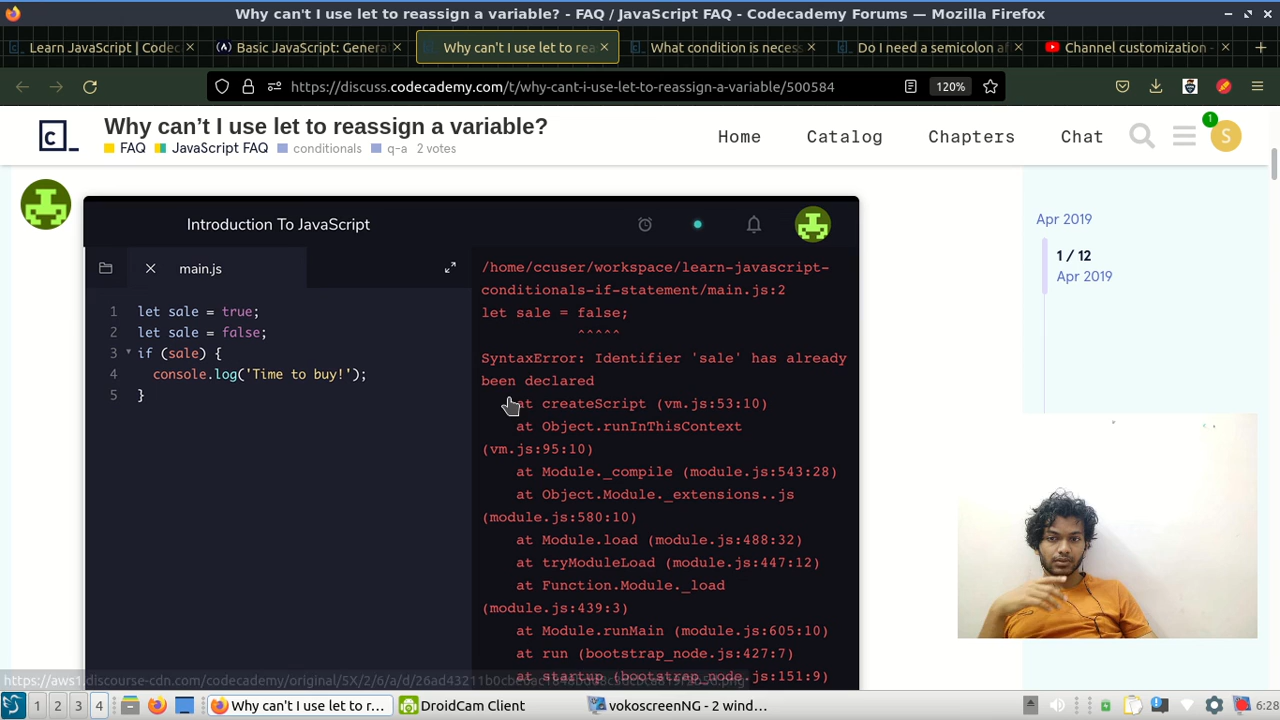 Why can't I use let to reassign a variable? - FAQ / JavaScript FAQ - Codecademy Forums — Mozilla Firefox
Learn JavaScript | Codec
Basic JavaScript: Genera
Why can't I use let to rea
What condition is neces
Do I need a semicolon af
Channel customization -
https://discuss.codecademy.com/t/why-cant-i-use-let-to-reassign-a-variable/500584
120%
Why can’t I use let to reassign a variable?
FAQ JavaScript FAQ conditionals q-a 2 votes
Home Catalog Chapters Chat
1
S
Introduction To JavaScript
main.js
1 let sale = true;
2 let sale = false;
3 if (sale) {
4 console.log('Time to buy!');
5 }
/home/ccuser/workspace/learn-javascript-
conditionals-if-statement/main.js:2
let sale = false;
^^^^^
SyntaxError: Identifier 'sale' has already
been declared
at createScript (vm.js:53:10)
at Object.runInThisContext
(vm.js:95:10)
at Module._compile (module.js:543:28)
at Object.Module._extensions..js
(module.js:580:10)
at Module.load (module.js:488:32)
at tryModuleLoad (module.js:447:12)
at Function.Module._load
(module.js:439:3)
at Module.runMain (module.js:605:10)
at run (bootstrap_node.js:427:7)
at startup (bootstrap_node.js:151:9)
Apr 2019
1 / 12
Apr 2019
1 2 3 4
Why can't I use let to r...
DroidCam Client
vokoscreenNG - 2 wind...
6:28